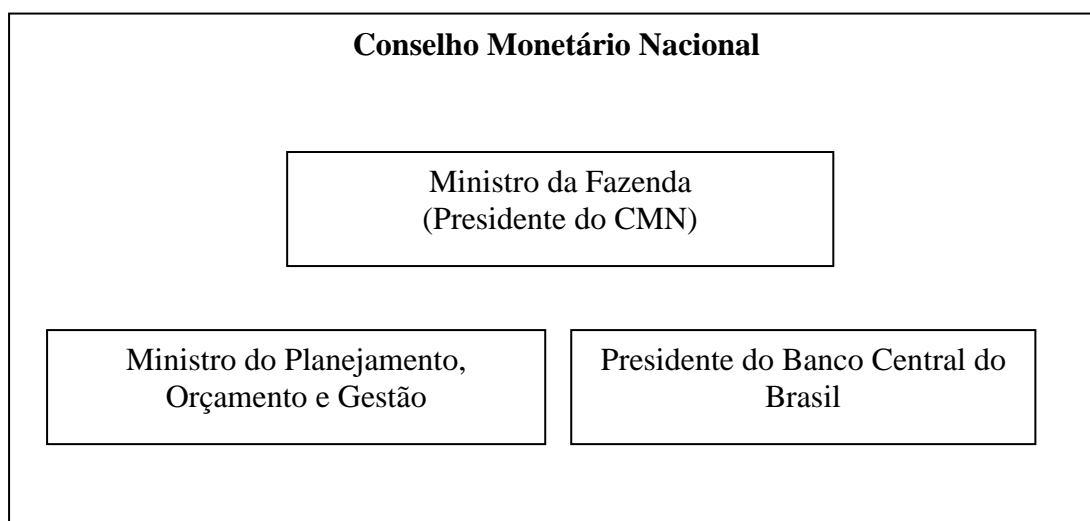 Conselho Monetário Nacional
Ministro da Fazenda
(Presidente do CMN)
Ministro do Planejamento,
Orçamento e Gestão
Presidente do Banco Central do
Brasil